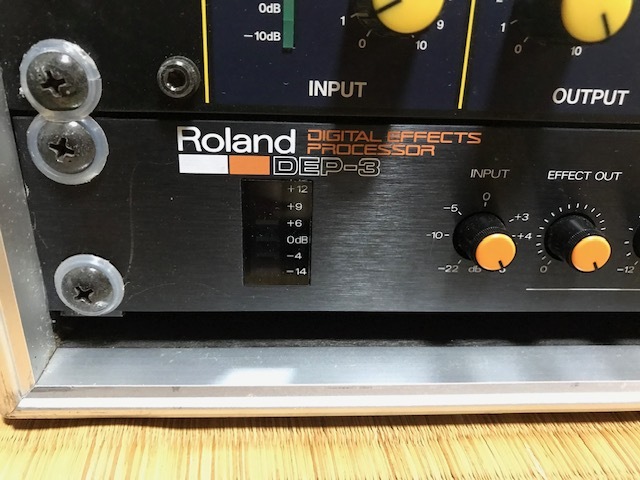 0dB
-10dB
1
0
9
10
INPUT
1
0
10
OUTPUT
Roland DIGITAL EFFECTS
PROCESSOR
DEP-3
+12
+9
+6
0dB
-4
-14
INPUT
0
-5
+3
-10
+4
-22
dB
EFFECT OUT
0
-12